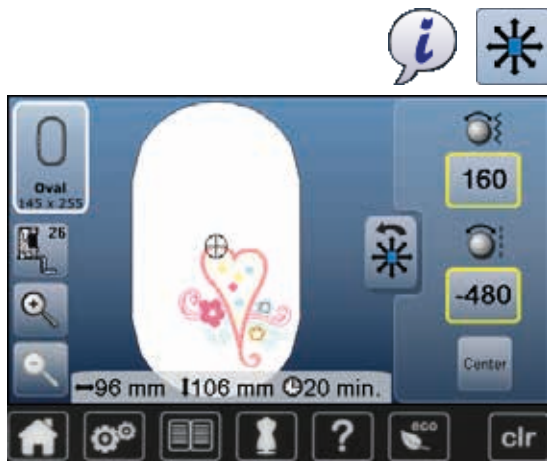 i
Oval
145 x 255
26
160
-480
Center
96 mm 106 mm 20 min.
?
eco
clr